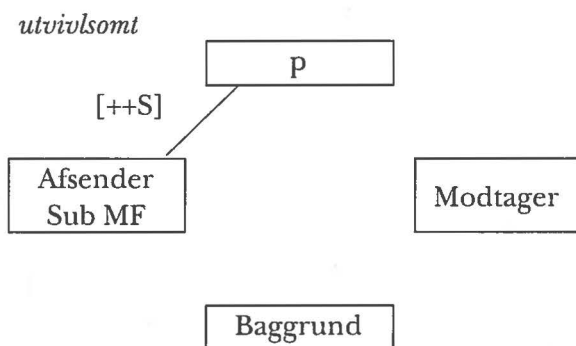 utvivlsomt
p
[++S]
Afsender
Sub MF
Modtager
Baggrund